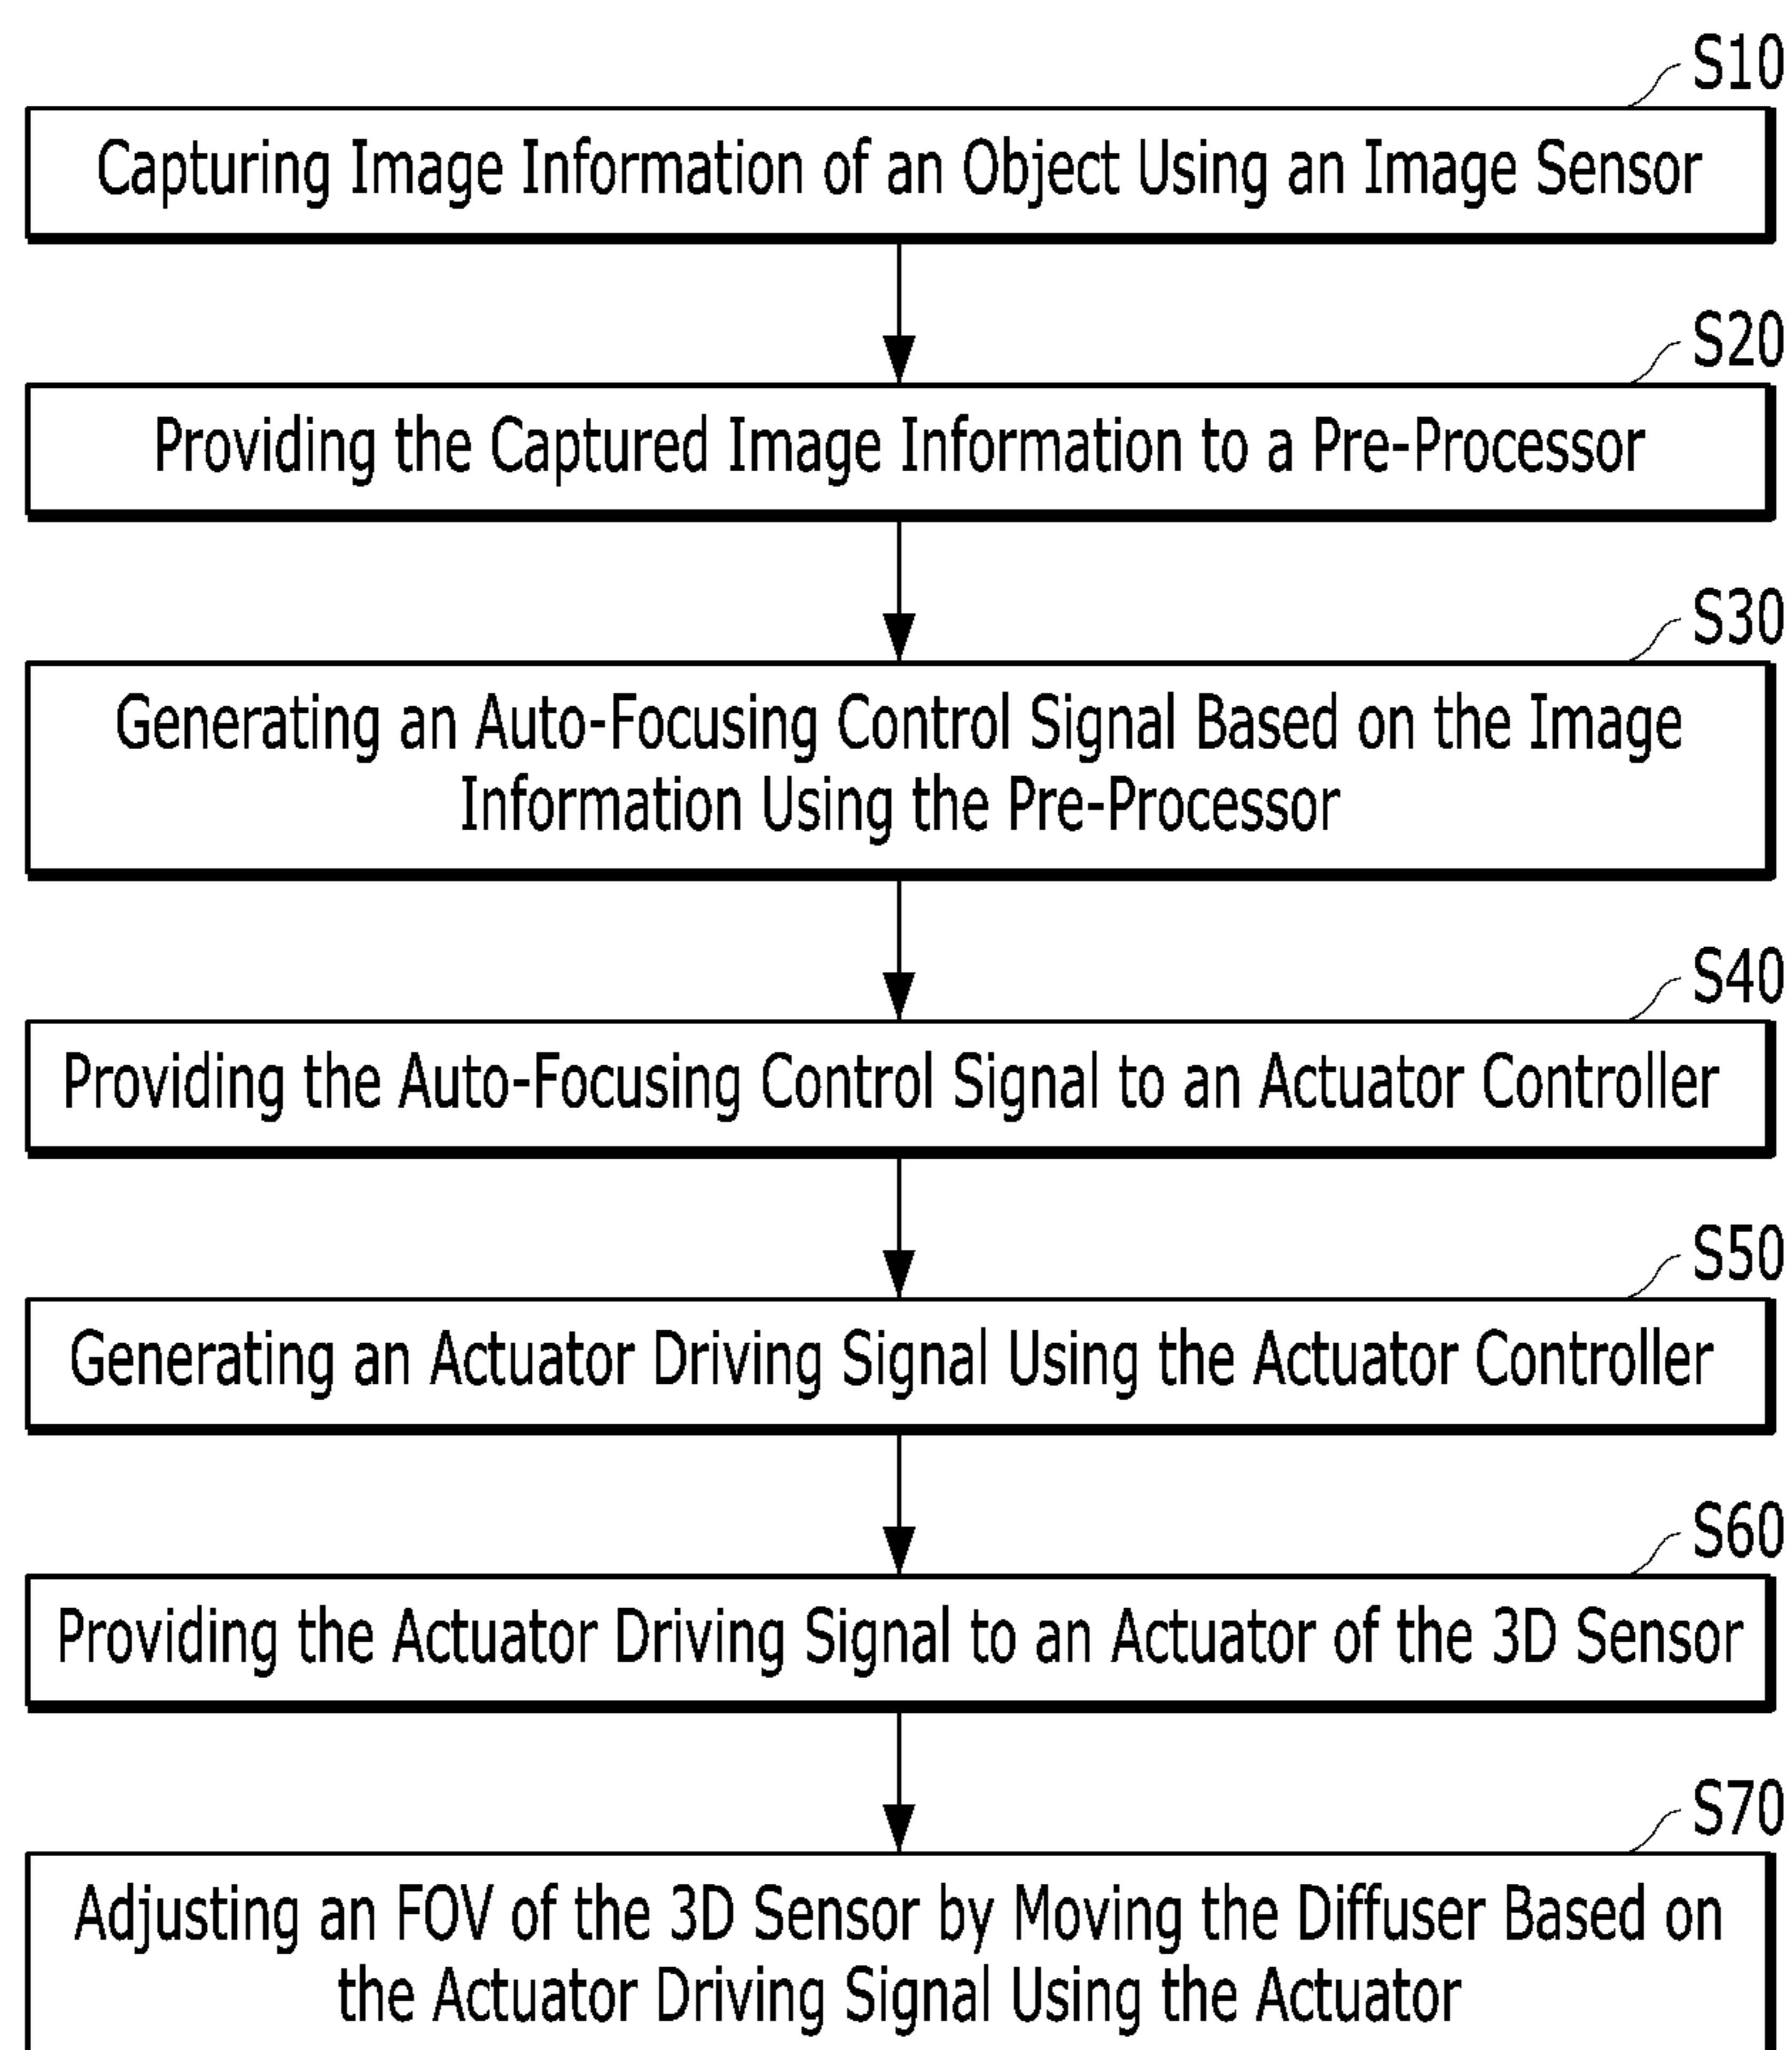 S10
Capturing Image Information of an Object Using an Image Sensor
S20
Providing the Captured Image Information to a Pre-Processor
S30
Generating an Auto-Focusing Control Signal Based on the Image
Information Using the Pre-Processor
S40
Providing the Auto-Focusing Control Signal to an Actuator Controller
S50
Generating an Actuator Driving Signal Using the Actuator Controller
S60
Providing the Actuator Driving Signal to an Actuator of the 3D Sensor
S70
Adjusting an FOV of the 3D Sensor by Moving the Diffuser Based on
the Actuator Driving Signal Using the Actuator